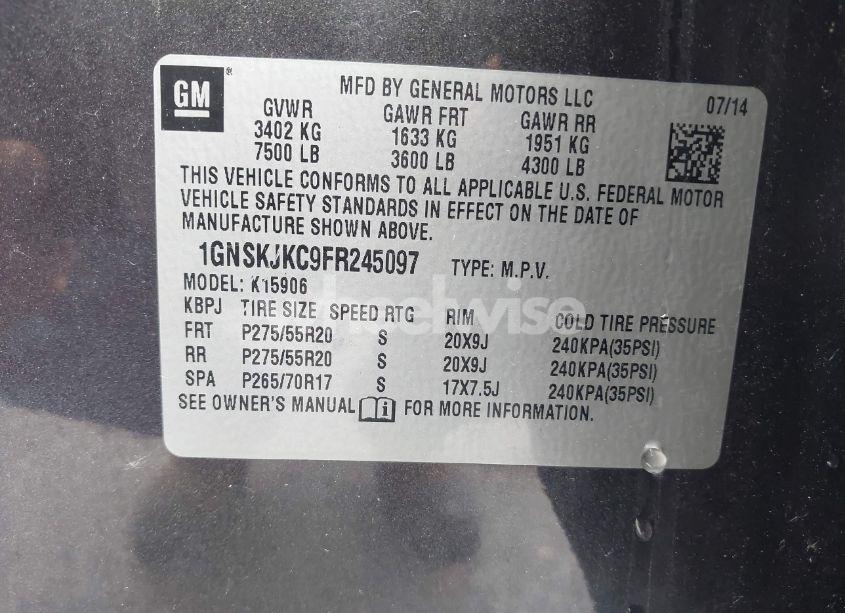 GM
MFD BY GENERAL MOTORS LLC
07/14
GVWR GAWR FRT GAWR RR
3402 KG 1633 KG 1951 KG
7500 LB 3600 LB 4300 LB
THIS VEHICLE CONFORMS TO ALL APPLICABLE U.S. FEDERAL MOTOR
VEHICLE SAFETY STANDARDS IN EFFECT ON THE DATE OF
MANUFACTURE SHOWN ABOVE.
1GNSKJKC9FR245097 TYPE: M.P.V.
MODEL: K15906
KBPJ TIRE SIZE SPEED RTG RIM COLD TIRE PRESSURE
FRT P275/55R20 S 20X9J 240KPA(35PSI)
RR P275/55R20 S 20X9J 240KPA(35PSI)
SPA P265/70R17 S 17X7.5J 240KPA(35PSI)
SEE OWNER'S MANUAL i FOR MORE INFORMATION.